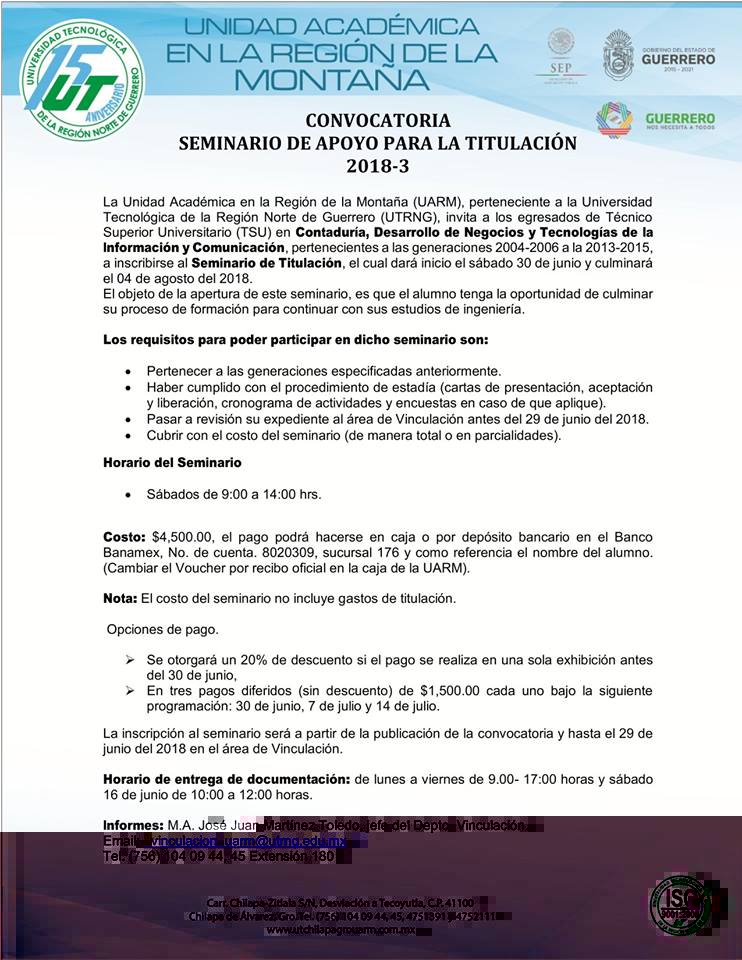 UNIDAD ACADÉMICA
EN LA REGIÓN DE LA
MONTAÑA
UNIVERSIDAD TECNOLÓGICA
15
UT
ANIVERSARIO
DE LA REGIÓN NORTE DE GUERRERO
SEP
GOBIERNO DEL ESTADO DE
GUERRERO
2015 - 2021
GUERRERO
NOS NECESITA A TODOS
CONVOCATORIA
SEMINARIO DE APOYO PARA LA TITULACIÓN
2018-3
La Unidad Académica en la Región de la Montaña (UARM), perteneciente a la Universidad
Tecnológica de la Región Norte de Guerrero (UTRNG), invita a los egresados de Técnico
Superior Universitario (TSU) en Contaduría, Desarrollo de Negocios y Tecnologías de la
Información y Comunicación, pertenecientes a las generaciones 2004-2006 a la 2013-2015,
a inscribirse al Seminario de Titulación, el cual dará inicio el sábado 30 de junio y culminará
el 04 de agosto del 2018.
El objeto de la apertura de este seminario, es que el alumno tenga la oportunidad de culminar
su proceso de formación para continuar con sus estudios de ingeniería.
Los requisitos para poder participar en dicho seminario son:
• Pertenecer a las generaciones especificadas anteriormente.
• Haber cumplido con el procedimiento de estadía (cartas de presentación, aceptación
y liberación, cronograma de actividades y encuestas en caso de que aplique).
• Pasar a revisión su expediente al área de Vinculación antes del 29 de junio del 2018.
• Cubrir con el costo del seminario (de manera total o en parcialidades).
Horario del Seminario
• Sábados de 9:00 a 14:00 hrs.
Costo: $4,500.00, el pago podrá hacerse en caja o por depósito bancario en el Banco
Banamex, No. de cuenta. 8020309, sucursal 176 y como referencia el nombre del alumno.
(Cambiar el Voucher por recibo oficial en la caja de la UARM).
Nota: El costo del seminario no incluye gastos de titulación.
Opciones de pago.
➢ Se otorgará un 20% de descuento si el pago se realiza en una sola exhibición antes
del 30 de junio,
➢ En tres pagos diferidos (sin descuento) de $1,500.00 cada uno bajo la siguiente
programación: 30 de junio, 7 de julio y 14 de julio.
La inscripción al seminario será a partir de la publicación de la convocatoria y hasta el 29 de
junio del 2018 en el área de Vinculación.
Horario de entrega de documentación: de lunes a viernes de 9.00- 17:00 horas y sábado
16 de junio de 10:00 a 12:00 horas.
Informes: M.A. José Juan Martínez Toledo, jefe del Depto. Vinculación
Email: vinculacion_uarm@utrng.edu.mx
Tel. (756) 104 09 44, 45 Extensión 180
Carr. Chilapa-Zitlala S/N, Desviación a Tecoyutla, C.P. 41100
Chilapa de Álvarez, Gro. Tel. (756) 104 09 44, 45,
www.utchilapagrouarm.com.mx
ISO